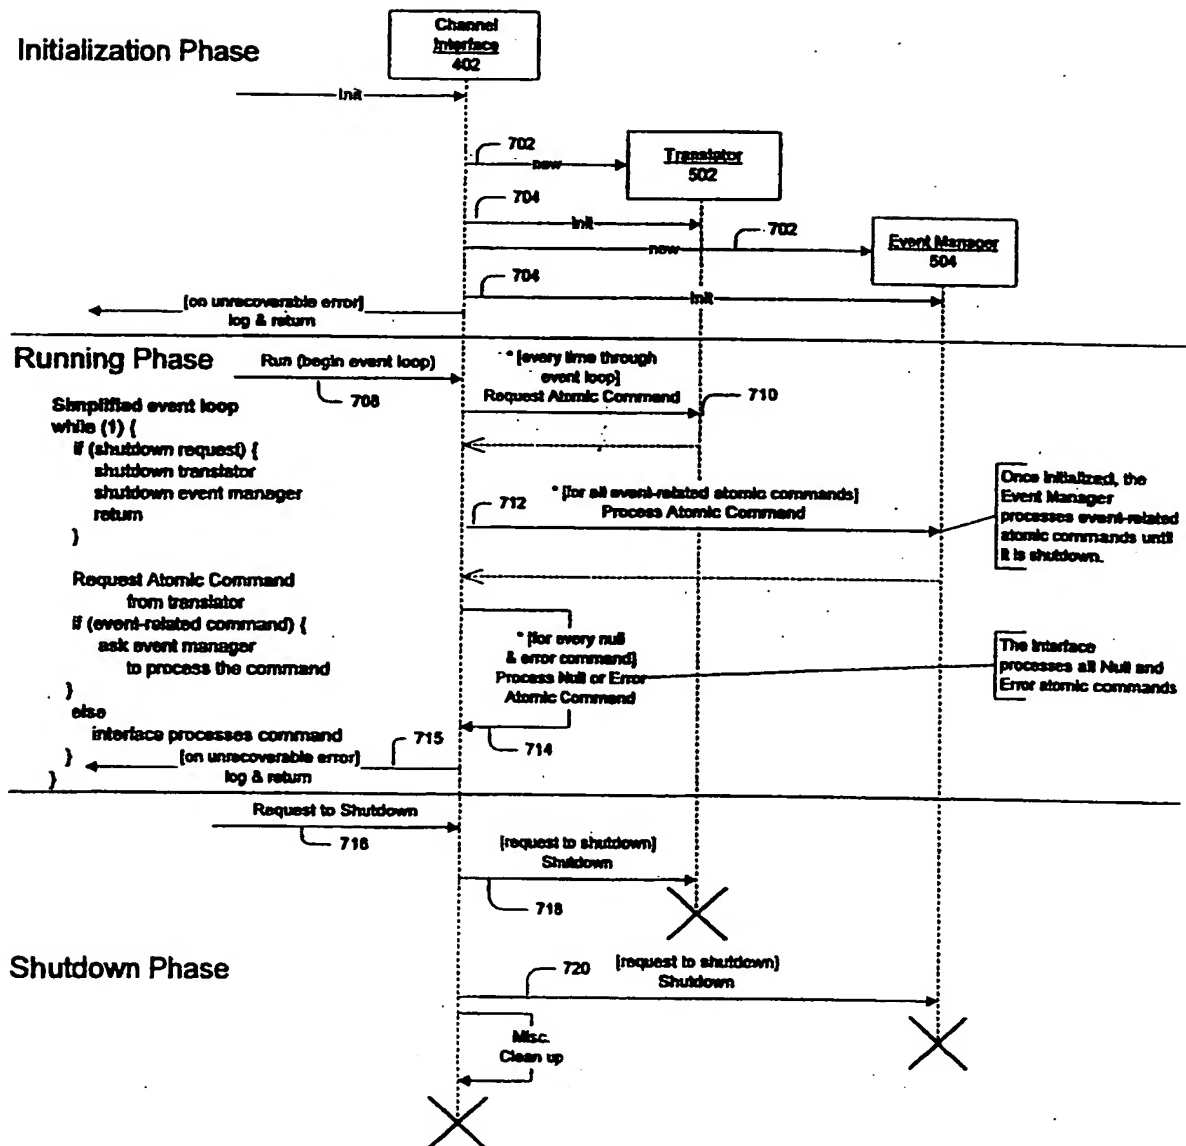 Initialization Phase
Channel
Interface
402
Init
702
new
Translator
502
704
Init
702
new
Event Manager
504
704
Init
[on unrecoverable error]
log & return
Running Phase
Run (begin event loop)
708
* [every time through
event loop]
Request Atomic Command
710
Simplified event loop
while (1) {
if (shutdown request) {
shutdown translator
shutdown event manager
return
}
712
* [for all event-related atomic commands]
Process Atomic Command
Once initialized, the
Event Manager
processes event-related
atomic commands until
it is shutdown.
Request Atomic Command
from translator
if (event-related command) {
ask event manager
to process the command
}
else
interface processes command
}
}
* [for every null
& error command]
Process Null or Error
Atomic Command
The Interface
processes all Null and
Error atomic commands
714
715
[on unrecoverable error]
log & return
Request to Shutdown
716
[request to shutdown]
Shutdown
718
Shutdown Phase
720
[request to shutdown]
Shutdown
Misc.
Clean up